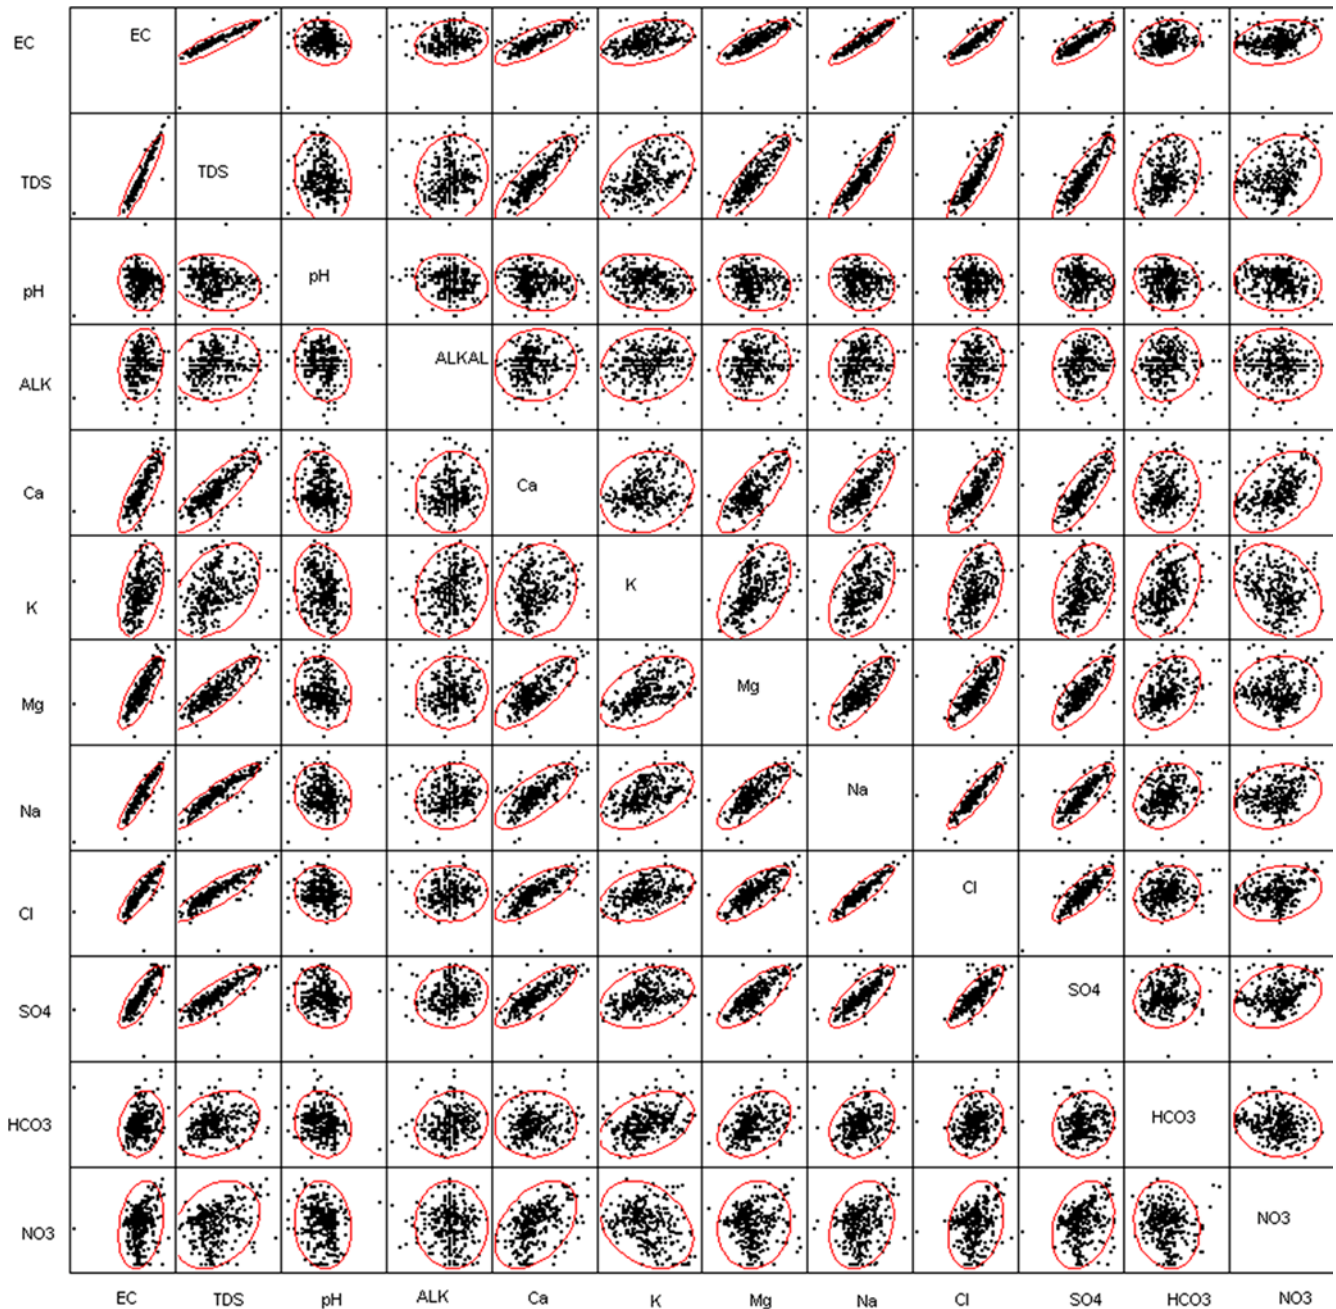 EC EC
TDS TDS
pH pH
ALK ALKAL
Ca Ca
K K
Mg Mg
Na Na
Cl Cl
SO4 SO4
HCO3 HCO3
NO3 NO3
EC TDS pH ALK Ca K Mg Na Cl SO4 HCO3 NO3